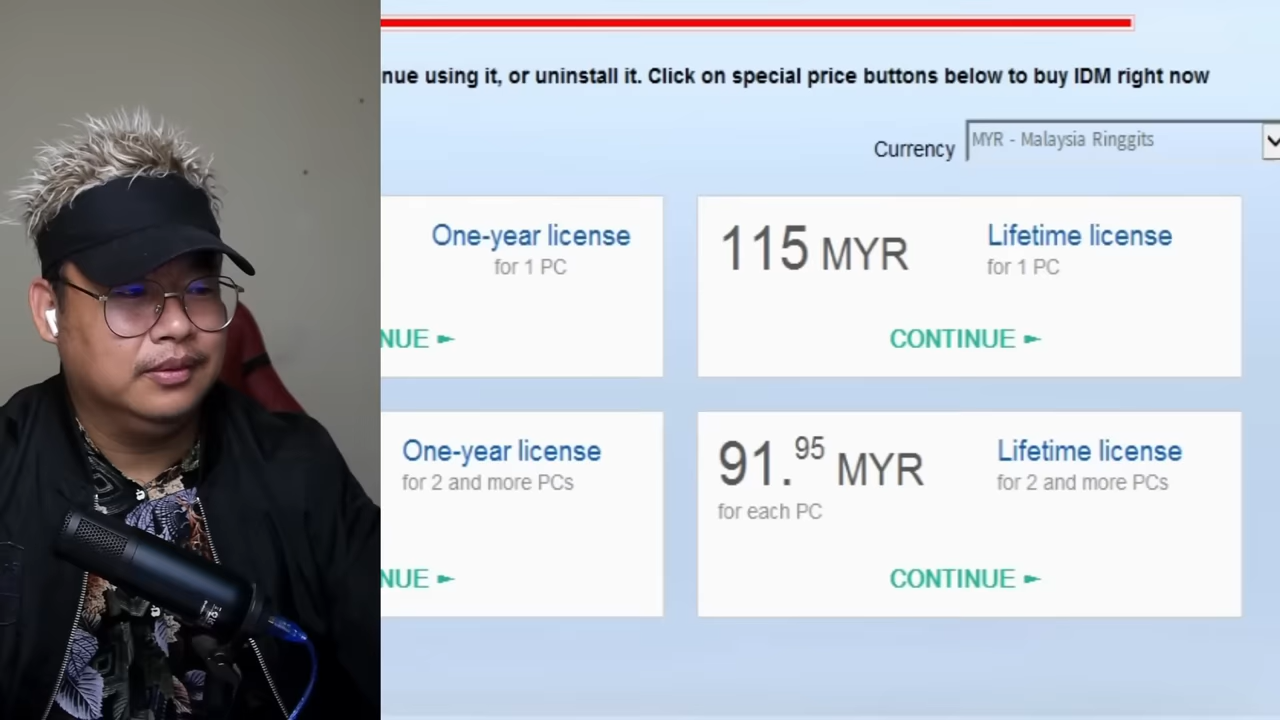 nue using it, or uninstall it. Click on special price buttons below to buy IDM right now
Currency MYR - Malaysia Ringgits
One-year license
for 1 PC
NUE ►
115 MYR Lifetime license
for 1 PC
CONTINUE ►
One-year license
for 2 and more PCs
NUE ►
91.95 MYR Lifetime license
for each PC for 2 and more PCs
CONTINUE ►